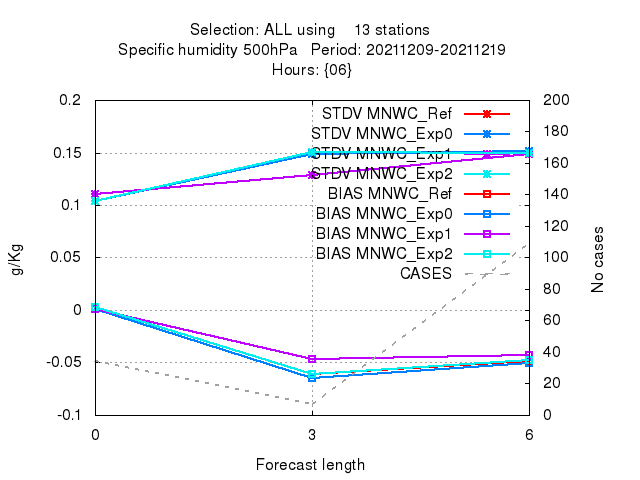 Selection: ALL using    13 stations
Specific humidity 500hPa   Period: 20211209-20211219
Hours: {06}
STDV MNWC_Ref
STDV MNWC_Exp0
STDV MNWC_Exp1
STDV MNWC_Exp2
BIAS MNWC_Ref
BIAS MNWC_Exp0
BIAS MNWC_Exp1
BIAS MNWC_Exp2
CASES
g/Kg
0.2
0.15
0.1
0.05
0
-0.05
-0.1
200
180
160
140
120
100
80
60
40
20
0
No cases
0 3 6
Forecast length